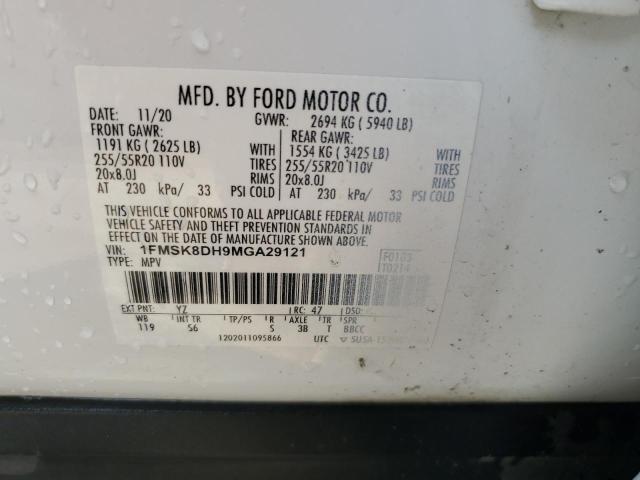 MFD. BY FORD MOTOR CO.
DATE: 11/20 GVWR: 2694 KG ( 5940 LB)
FRONT GAWR: REAR GAWR:
1191 KG ( 2625 LB) WITH 1554 KG ( 3425 LB) WITH
255/55R20 110V TIRES 255/55R20 110V TIRES
20x8.0J RIMS 20x8.0J RIMS
AT 230 kPa/ 33 PSI COLD AT 230 kPa/ 33 PSI COLD
THIS VEHICLE CONFORMS TO ALL APPLICABLE FEDERAL MOTOR
VEHICLE SAFETY AND THEFT PREVENTION STANDARDS
IN EFFECT ON THE DATE OF MANUFACTURE SHOWN ABOVE.
VIN: 1FMSK8DH9MGA29121 F0103
TYPE: MPV T0214
EXT PNT: YZ RC: 47 DSO:
WB INT TR TP/PS R AXLE TR SPR
119 S6 S 3B T BBCC
1202011095866 UTC